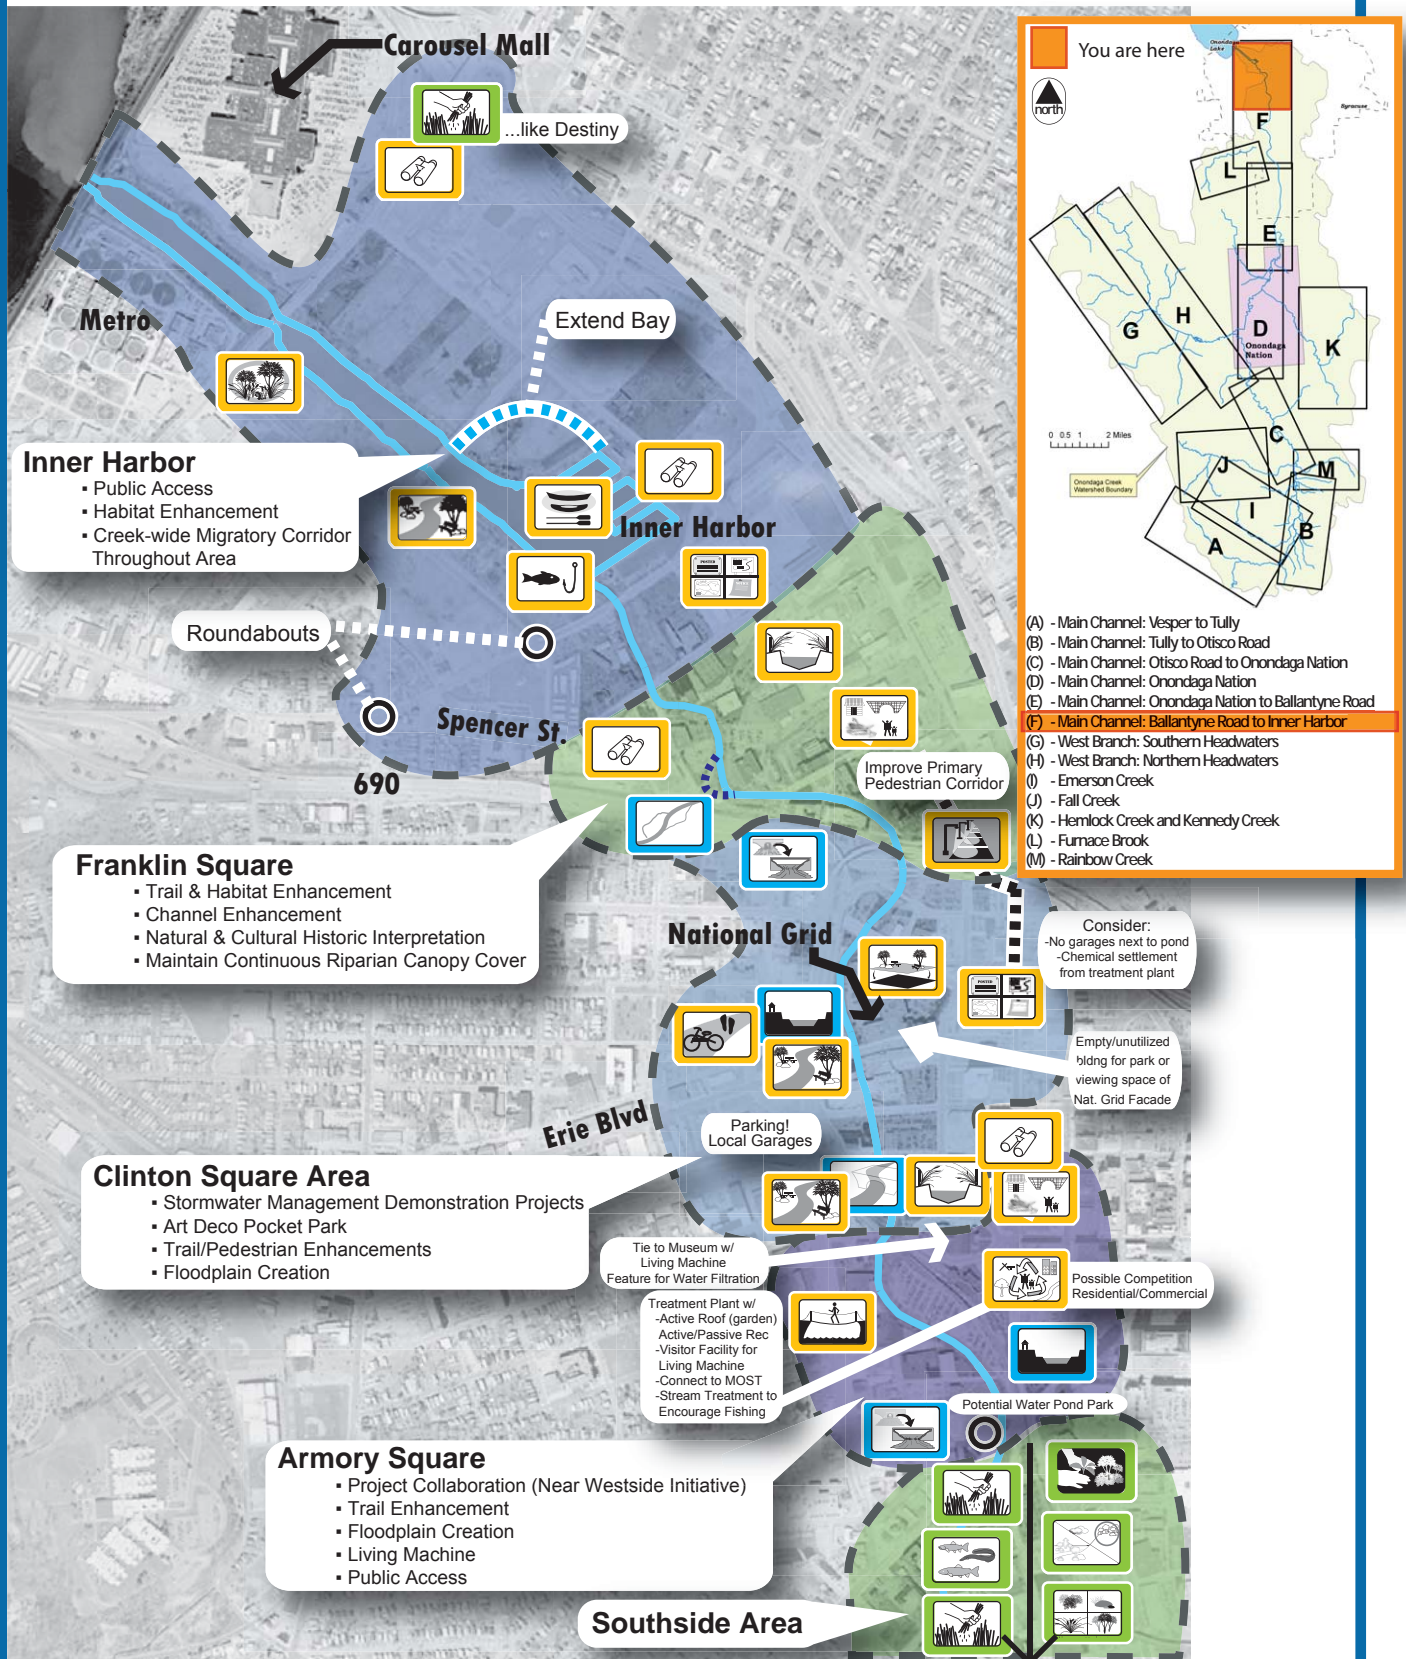 Carousel Mall
...like Destiny
Metro
Extend Bay
Inner Harbor
▪ Public Access
▪ Habitat Enhancement
▪ Creek-wide Migratory Corridor
Throughout Area
Inner Harbor
POSTER
Roundabouts
Spencer St.
690
Improve Primary
Pedestrian Corridor
Franklin Square
▪ Trail & Habitat Enhancement
▪ Channel Enhancement
▪ Natural & Cultural Historic Interpretation
▪ Maintain Continuous Riparian Canopy Cover
National Grid
Consider:
-No garages next to pond
-Chemical settlement
from treatment plant
POSTER
Empty/unutilized
bldng for park or
viewing space of
Nat. Grid Facade
Erie Blvd
Parking!
Local Garages
Clinton Square Area
▪ Stormwater Management Demonstration Projects
▪ Art Deco Pocket Park
▪ Trail/Pedestrian Enhancements
▪ Floodplain Creation
Tie to Museum w/
Living Machine
Feature for Water Filtration
Possible Competition
Residential/Commercial
Treatment Plant w/
-Active Roof (garden)
Active/Passive Rec
-Visitor Facility for
Living Machine
-Connect to MOST
-Stream Treatment to
Encourage Fishing
Potential Water Pond Park
Armory Square
▪ Project Collaboration (Near Westside Initiative)
▪ Trail Enhancement
▪ Floodplain Creation
▪ Living Machine
▪ Public Access
Southside Area
You are here
north
Onondaga
Lake
Syracuse
F
L
E
H
G
D
Onondaga
Nation
K
C
J
M
I
B
A
0 0.5 1 2 Miles
Onondaga Creek
Watershed Boundary
(A) - Main Channel: Vesper to Tully
(B) - Main Channel: Tully to Otisco Road
(C) - Main Channel: Otisco Road to Onondaga Nation
(D) - Main Channel: Onondaga Nation
(E) - Main Channel: Onondaga Nation to Ballantyne Road
(F) - Main Channel: Ballantyne Road to Inner Harbor
(G) - West Branch: Southern Headwaters
(H) - West Branch: Northern Headwaters
(I) - Emerson Creek
(J) - Fall Creek
(K) - Hemlock Creek and Kennedy Creek
(L) - Furnace Brook
(M) - Rainbow Creek